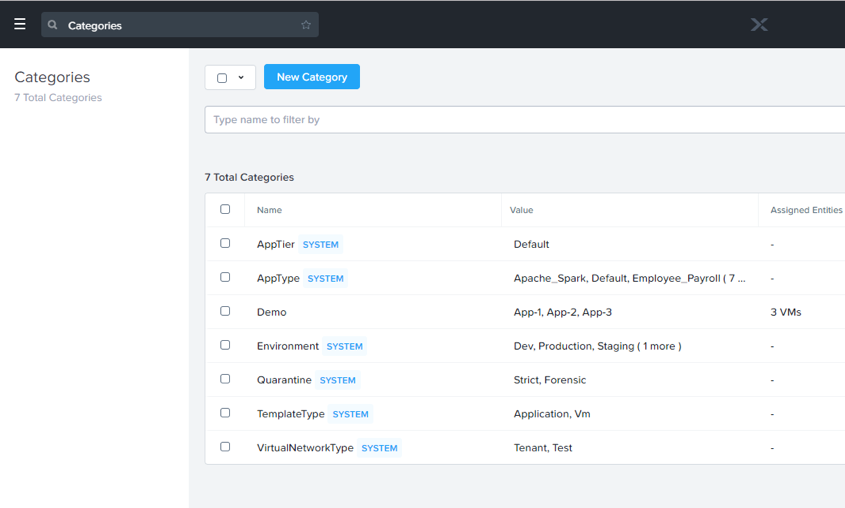 Categories
Categories
7 Total Categories
New Category
Type name to filter by
7 Total Categories
Name Value Assigned Entities
AppTier SYSTEM Default -
AppType SYSTEM Apache_Spark, Default, Employee_Payroll ( 7 ... -
Demo App-1, App-2, App-3 3 VMs
Environment SYSTEM Dev, Production, Staging ( 1 more ) -
Quarantine SYSTEM Strict, Forensic -
TemplateType SYSTEM Application, Vm -
VirtualNetworkType SYSTEM Tenant, Test -